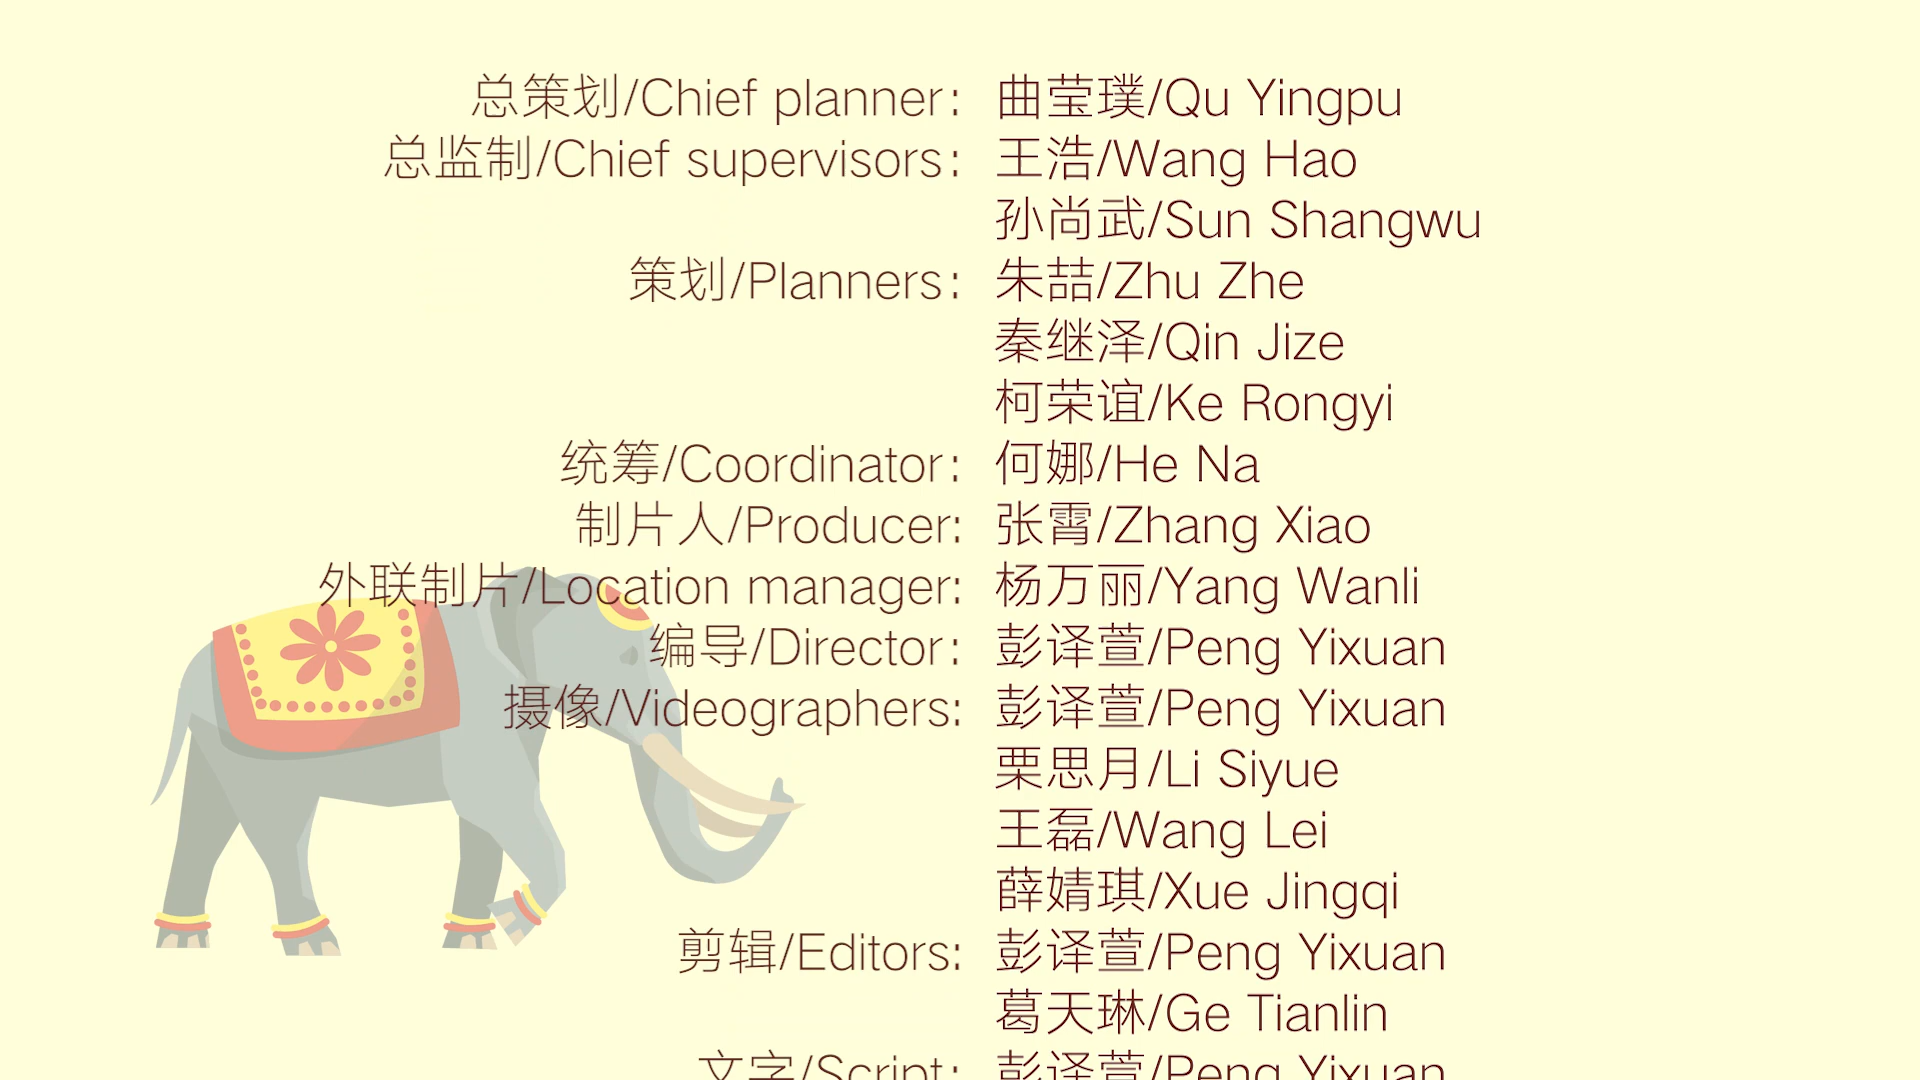 总策划/Chief planner: 曲莹璞/Qu Yingpu
总监制/Chief supervisors: 王浩/Wang Hao
孙尚武/Sun Shangwu
策划/Planners: 朱喆/Zhu Zhe
秦继泽/Qin Jize
柯荣谊/Ke Rongyi
统筹/Coordinator: 何娜/He Na
制片人/Producer: 张霄/Zhang Xiao
外联制片/Location manager: 杨万丽/Yang Wanli
编导/Director: 彭译萱/Peng Yixuan
摄像/Videographers: 彭译萱/Peng Yixuan
栗思月/Li Siyue
王磊/Wang Lei
薛婧琪/Xue Jingqi
剪辑/Editors: 彭译萱/Peng Yixuan
葛天琳/Ge Tianlin
文字/Script: 彭译萱/Peng Yixuan